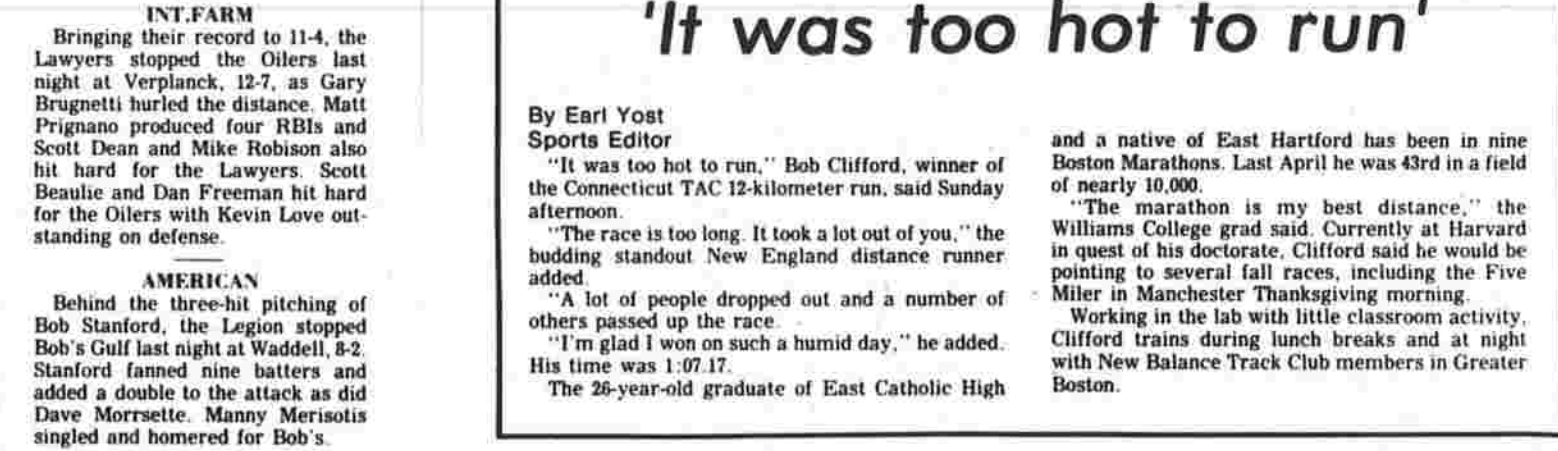 INT.FARM
Bringing their record to 11-4, the
Lawyers stopped the Oilers last
night at Verplanck, 12-7, as Gary
Brugnetti hurled the distance. Matt
Prignano produced four RBIs and
Scott Dean and Mike Robison also
hit hard for the Lawyers. Scott
Beaulie and Dan Freeman hit hard
for the Oilers with Kevin Love out-
standing on defense.
AMERICAN
Behind the three-hit pitching of
Bob Stanford, the Legion stopped
Bob's Gulf last night at Waddell, 8-2.
Stanford fanned nine batters and
added a double to the attack as did
Dave Morrsette. Manny Merisotis
singled and homered for Bob's.
'It was too hot to run'
By Earl Yost
Sports Editor
"It was too hot to run," Bob Clifford, winner of
the Connecticut TAC 12-kilometer run, said Sunday
afternoon.
"The race is too long. It took a lot out of you," the
budding standout New England distance runner
added.
"A lot of people dropped out and a number of
others passed up the race.
"I'm glad I won on such a humid day," he added.
His time was 1:07.17.
The 26-year-old graduate of East Catholic High
and a native of East Hartford has been in nine
Boston Marathons. Last April he was 43rd in a field
of nearly 10,000.
"The marathon is my best distance," the
Williams College grad said. Currently at Harvard
in quest of his doctorate, Clifford said he would be
pointing to several fall races, including the Five
Miler in Manchester Thanksgiving morning.
Working in the lab with little classroom activity,
Clifford trains during lunch breaks and at night
with New Balance Track Club members in Greater
Boston.